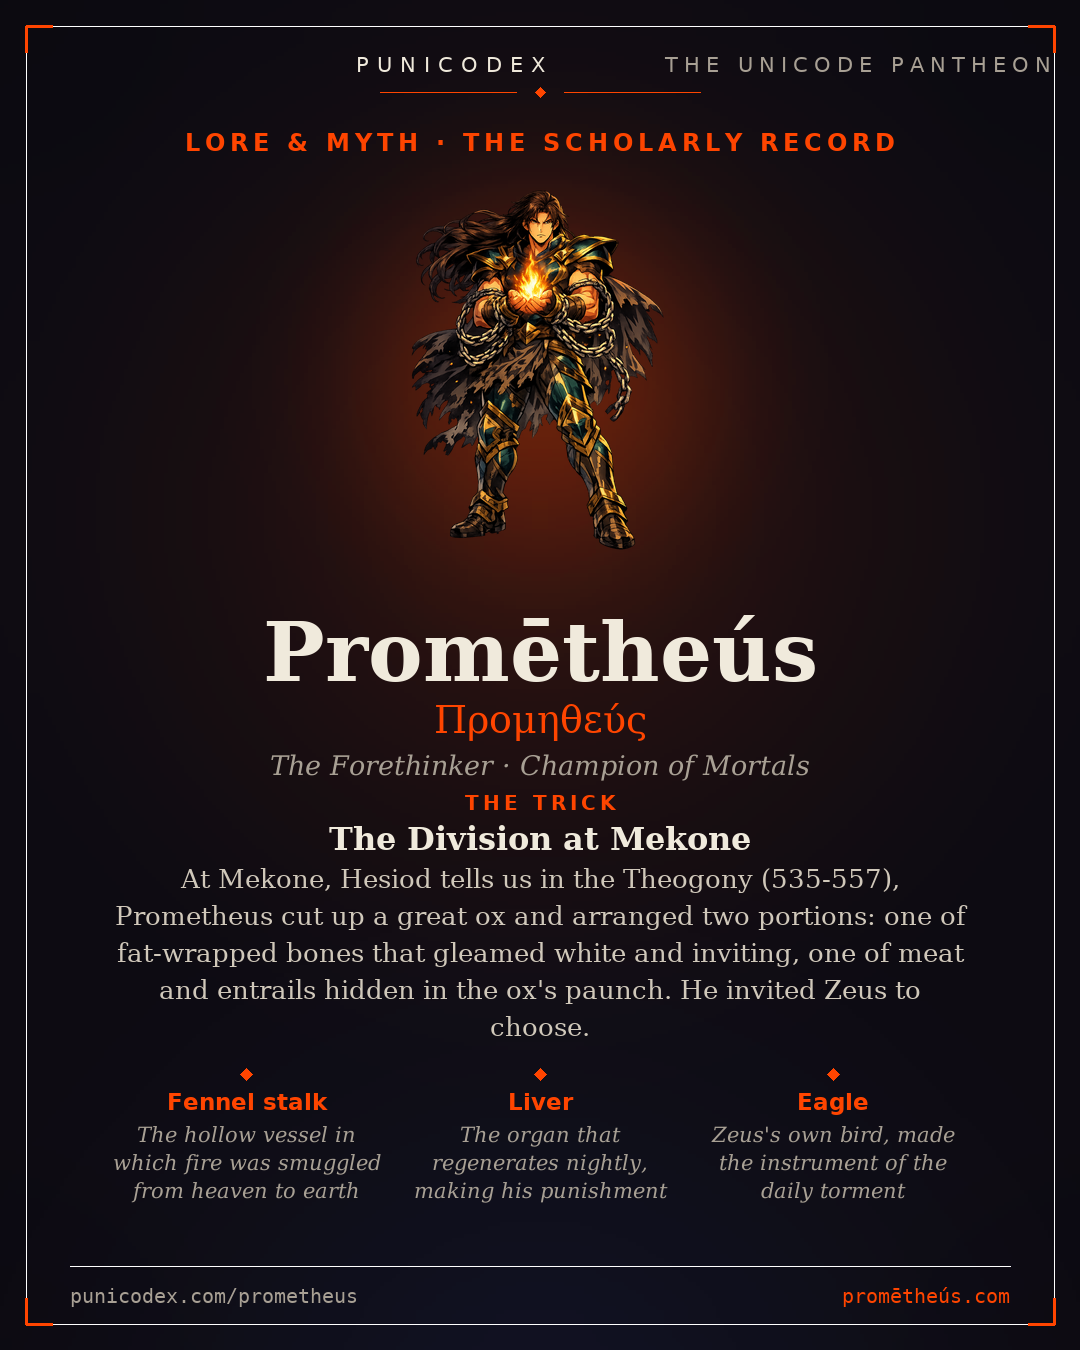 PUNICODEX THE UNICODE PANTHEON
LORE & MYTH · THE SCHOLARLY RECORD
Promētheús
Προμηθεύς
The Forethinker · Champion of Mortals
THE TRICK
The Division at Mekone
At Mekone, Hesiod tells us in the Theogony (535-557),
Prometheus cut up a great ox and arranged two portions: one of
fat-wrapped bones that gleamed white and inviting, one of meat
and entrails hidden in the ox's paunch. He invited Zeus to
choose.
Fennel stalk
The hollow vessel in
which fire was smuggled
from heaven to earth
Liver
The organ that
regenerates nightly,
making his punishment
Eagle
Zeus's own bird, made
the instrument of the
daily torment
punicodex.com/prometheus
promētheús.com